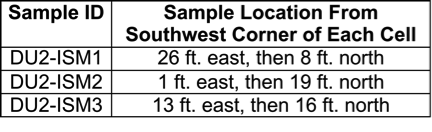 Sample ID Sample Location From
Southwest Corner of Each Cell
DU2-ISM1 26 ft. east, then 8 ft. north
DU2-ISM2 1 ft. east, then 19 ft. north
DU2-ISM3 13 ft. east, then 16 ft. north